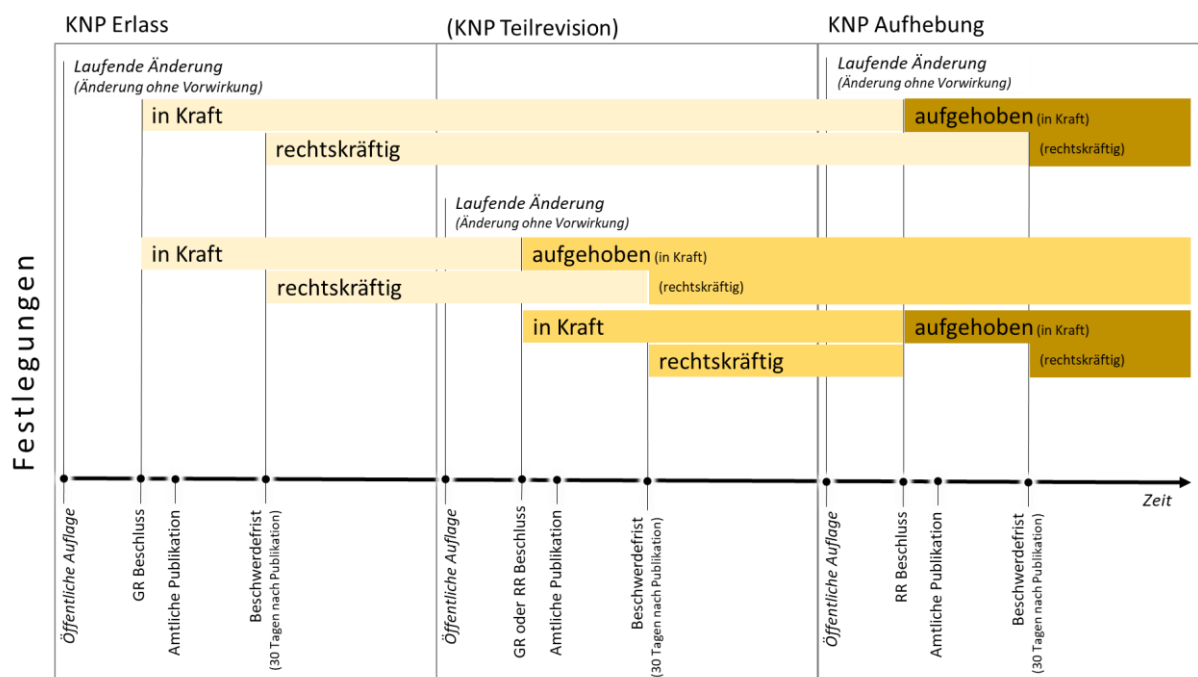 KNP Erlass
(KNP Teilrevision)
KNP Aufhebung
Laufende Änderung
(Änderung ohne Vorwirkung)
Laufende Änderung
(Änderung ohne Vorwirkung)
in Kraft
aufgehoben (in Kraft)
rechtskräftig
(rechtskräftig)
Laufende Änderung
(Änderung ohne Vorwirkung)
in Kraft
aufgehoben (in Kraft)
rechtskräftig
(rechtskräftig)
in Kraft
aufgehoben (in Kraft)
rechtskräftig
(rechtskräftig)
Festlegungen
Zeit
Öffentliche Auflage
GR Beschluss
Amtliche Publikation
Beschwerdefrist
(30 Tagen nach Publikation)
Öffentliche Auflage
GR oder RR Beschluss
Amtliche Publikation
Beschwerdefrist
(30 Tagen nach Publikation)
Öffentliche Auflage
RR Beschluss
Amtliche Publikation
Beschwerdefrist
(30 Tagen nach Publikation)